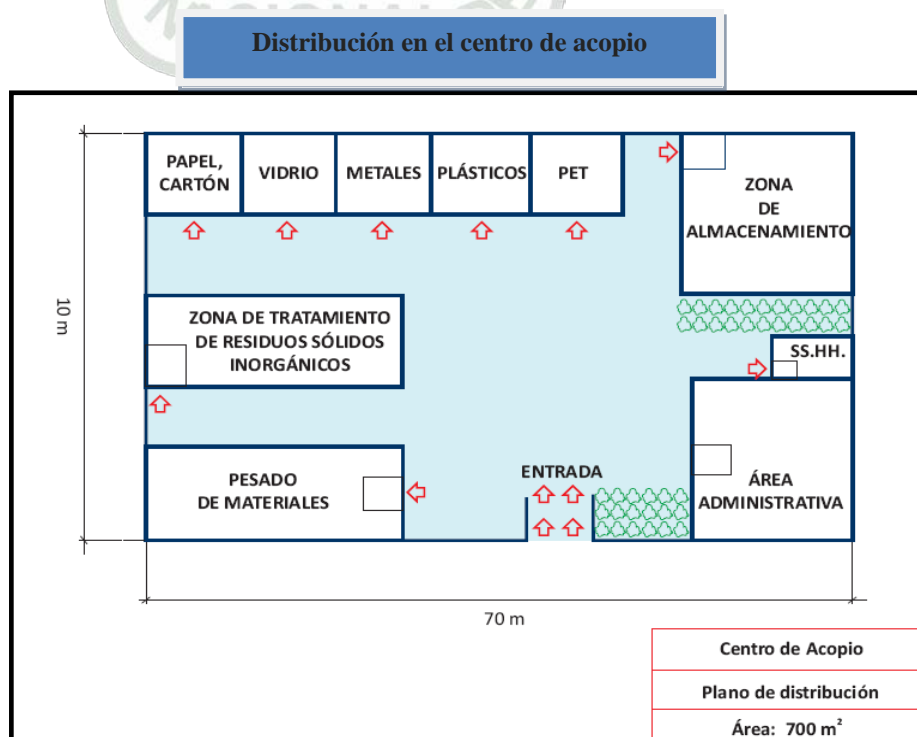 NACIONAL
Distribución en el centro de acopio
PAPEL,
CARTÓN
VIDRIO
METALES
PLÁSTICOS
PET
ZONA
DE
ALMACENAMIENTO
10 m
ZONA DE TRATAMIENTO
DE RESIDUOS SÓLIDOS
INORGÁNICOS
SS.HH.
PESADO
DE MATERIALES
ENTRADA
ÁREA
ADMINISTRATIVA
70 m
Centro de Acopio
Plano de distribución
Área: 700 m²